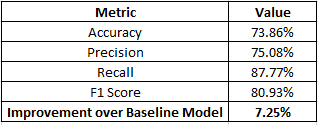 Metric Value
Accuracy 73.86%
Precision 75.08%
Recall 87.77%
F1 Score 80.93%
Improvement over Baseline Model 7.25%